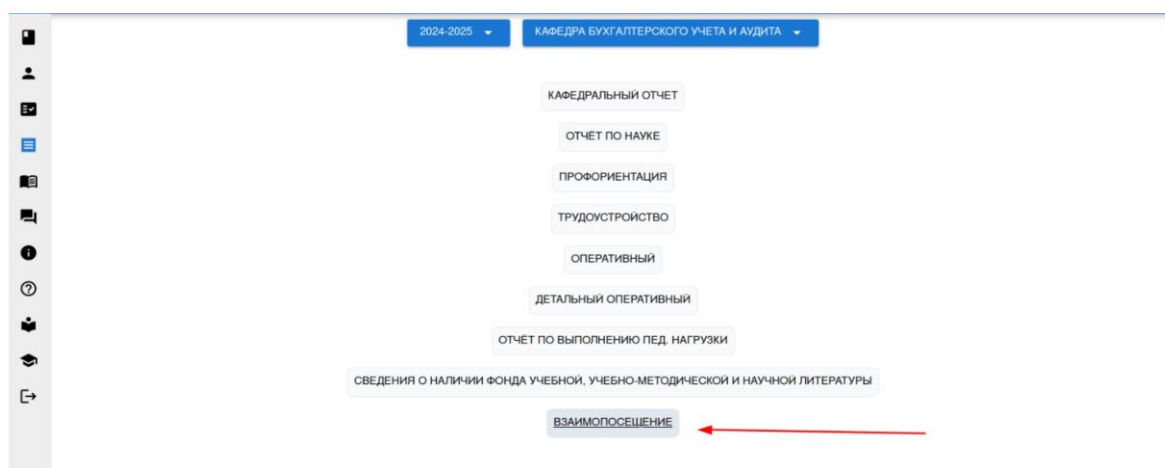 2024-2025 КАФЕДРА БУХГАЛТЕРСКОГО УЧЕТА И АУДИТА
КАФЕДРАЛЬНЫЙ ОТЧЕТ
ОТЧЁТ ПО НАУКЕ
ПРОФОРИЕНТАЦИЯ
ТРУДОУСТРОЙСТВО
ОПЕРАТИВНЫЙ
ДЕТАЛЬНЫЙ ОПЕРАТИВНЫЙ
ОТЧЁТ ПО ВЫПОЛНЕНИЮ ПЕД. НАГРУЗКИ
СВЕДЕНИЯ О НАЛИЧИИ ФОНДА УЧЕБНОЙ, УЧЕБНО-МЕТОДИЧЕСКОЙ И НАУЧНОЙ ЛИТЕРАТУРЫ
ВЗАИМОПОСЕЩЕНИЕ